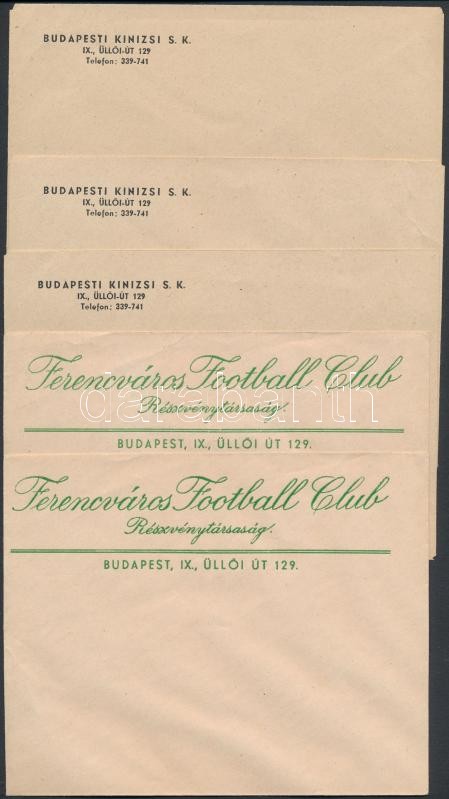 BUDAPESTI KINIZSI S. K.
IX., ÜLLŐI-ÚT 129
Telefon: 339-741
BUDAPESTI KINIZSI S. K.
IX., ÜLLŐI-ÚT 129
Telefon: 339-741
BUDAPESTI KINIZSI S. K.
IX., ÜLLŐI-ÚT 129
Telefon: 339-741
Ferencváros Football Club
Részvénytársaság.
darabanth
BUDAPEST, IX., ÜLLŐI ÚT 129.
Ferencváros Football Club
Részvénytársaság.
BUDAPEST, IX., ÜLLŐI ÚT 129.